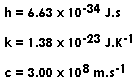 h = 6.63 x 10⁻³⁴ J.s
k = 1.38 x 10⁻²³ J.K⁻¹
c = 3.00 x 10⁸ m.s⁻¹